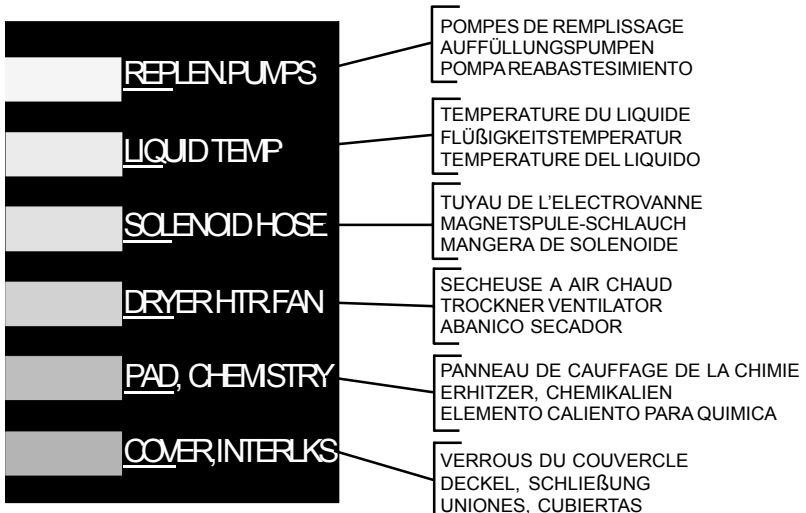 REPLEN.PUMPS
POMPES DE REMPLISSAGE
AUFFÜLLUNGSPUMPEN
POMPA REABASTESIMIENTO
LIQUID TEMP
TEMPERATURE DU LIQUIDE
FLÜßIGKEITSTEMPERATUR
TEMPERATURE DEL LIQUIDO
SOLENOID HOSE
TUYAU DE L'ELECTROVANNE
MAGNETSPULE-SCHLAUCH
MANGERA DE SOLENOIDE
DRYER HTR.FAN
SECHEUSE A AIR CHAUD
TROCKNER VENTILATOR
ABANICO SECADOR
PAD, CHEMISTRY
PANNEAU DE CAUFFAGE DE LA CHIMIE
ERHITZER, CHEMIKALIEN
ELEMENTO CALIENTO PARA QUIMICA
COVER, INTERLKS
VERROUS DU COUVERCLE
DECKEL, SCHLIEßUNG
UNIONES, CUBIERTAS